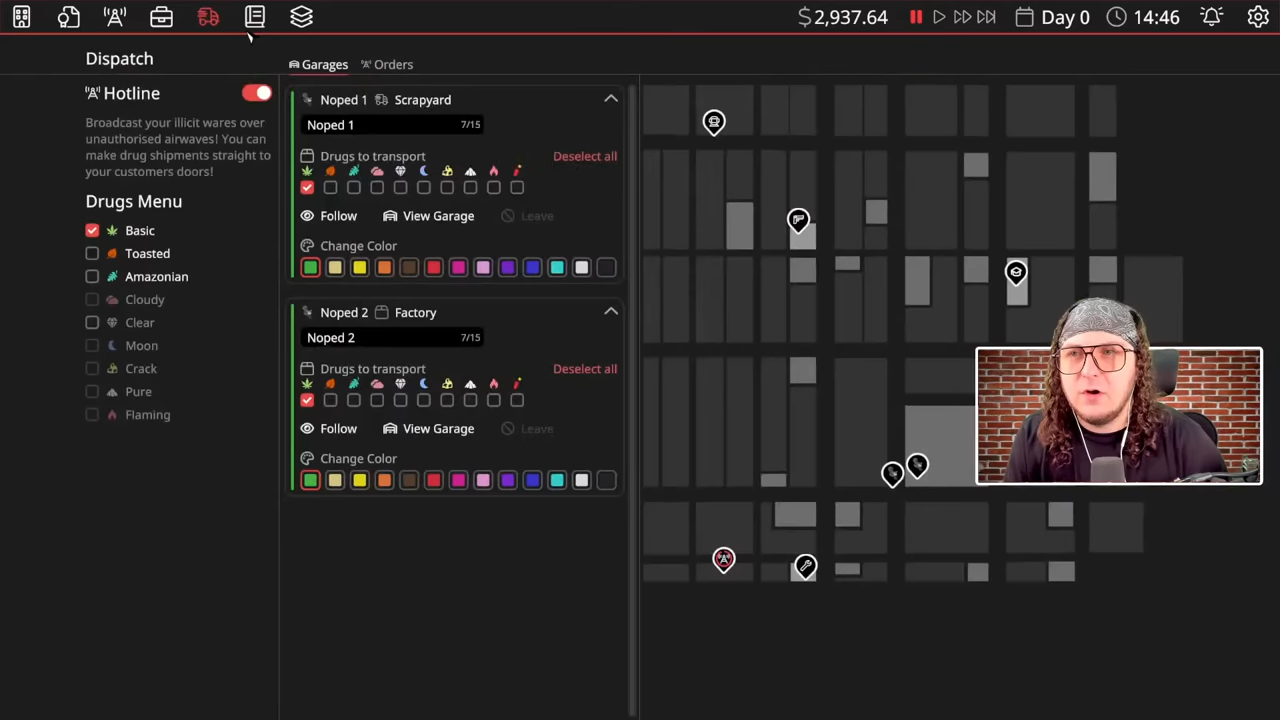 $ 2,937.64
Day 0
14:46
Dispatch
Garages
Orders
Hotline
Broadcast your illicit wares over
unauthorised airwaves! You can
make drug shipments straight to
your customers doors!
Drugs Menu
Basic
Toasted
Amazonian
Cloudy
Clear
Moon
Crack
Pure
Flaming
Noped 1 Scrapyard
Noped 1 7/15
Drugs to transport Deselect all
Follow View Garage Leave
Change Color
Noped 2 Factory
Noped 2 7/15
Drugs to transport Deselect all
Follow View Garage Leave
Change Color